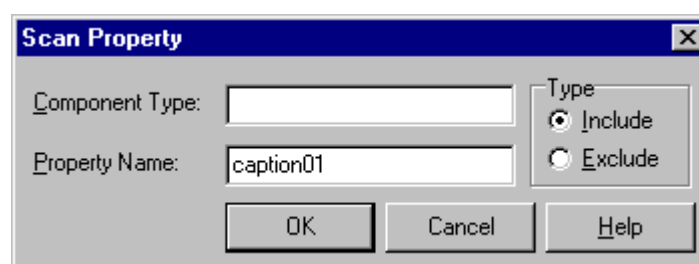 Scan Property
Component Type:
Type
Include
Property Name: caption01
Exclude
OK Cancel Help